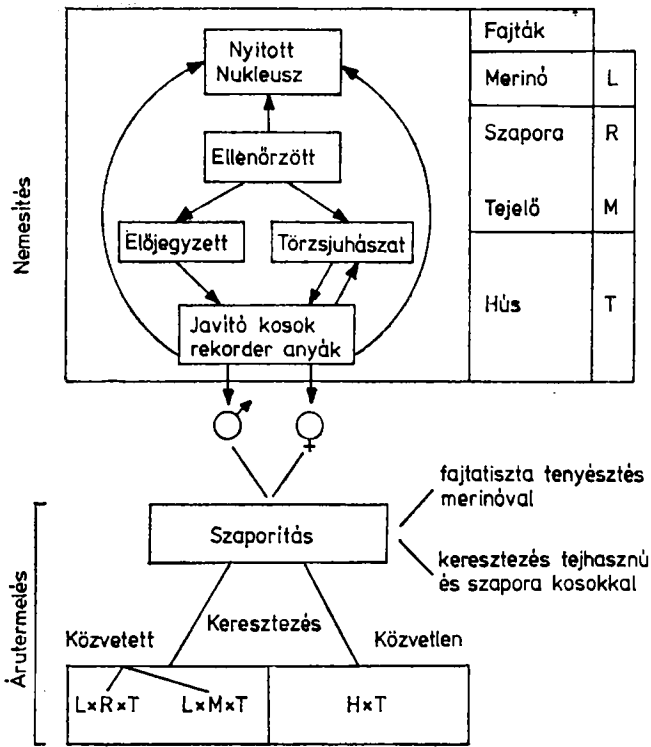 Nemesítés
Nyitott
Nukleusz
Ellenőrzött
Előjegyzett
Törzsjuhászat
Javító kosok
rekorder anyák
Fajták
Merinó L
Szapora R
Tejelő M
Hús T
Árutermelés
Szaporítás
fajtatiszta tenyésztés
merinóval
keresztezés tejhasznú
és szapora kosokkal
Keresztezés
Közvetett
Közvetlen
L×R×T
L×M×T
H×T